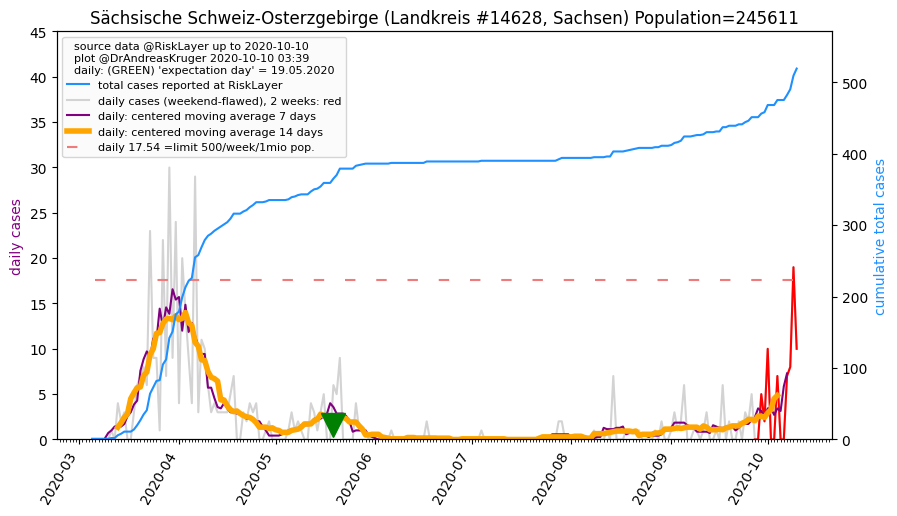 Sächsische Schweiz-Osterzgebirge (Landkreis #14628, Sachsen) Population=245611
source data @RiskLayer up to 2020-10-10
plot @DrAndreasKruger 2020-10-10 03:39
daily: (GREEN) 'expectation day' = 19.05.2020
total cases reported at RiskLayer
daily cases (weekend-flawed), 2 weeks: red
daily: centered moving average 7 days
daily: centered moving average 14 days
daily 17.54 =limit 500/week/1mio pop.
daily cases
45
40
35
30
25
20
15
10
5
0
500
400
300
200
100
0
cumulative total cases
2020-03
2020-04
2020-05
2020-06
2020-07
2020-08
2020-09
2020-10